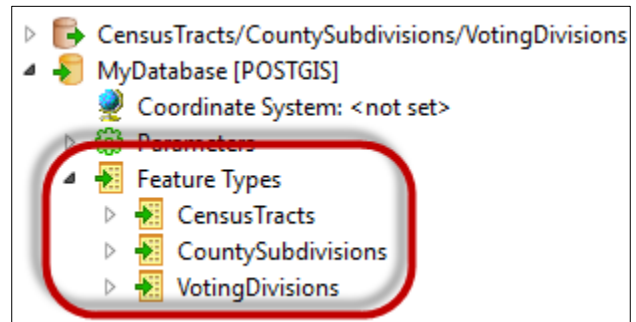 CensusTracts/CountySubdivisions/VotingDivisions
MyDatabase [POSTGIS]
Coordinate System: <not set>
Parameters
Feature Types
CensusTracts
CountySubdivisions
VotingDivisions